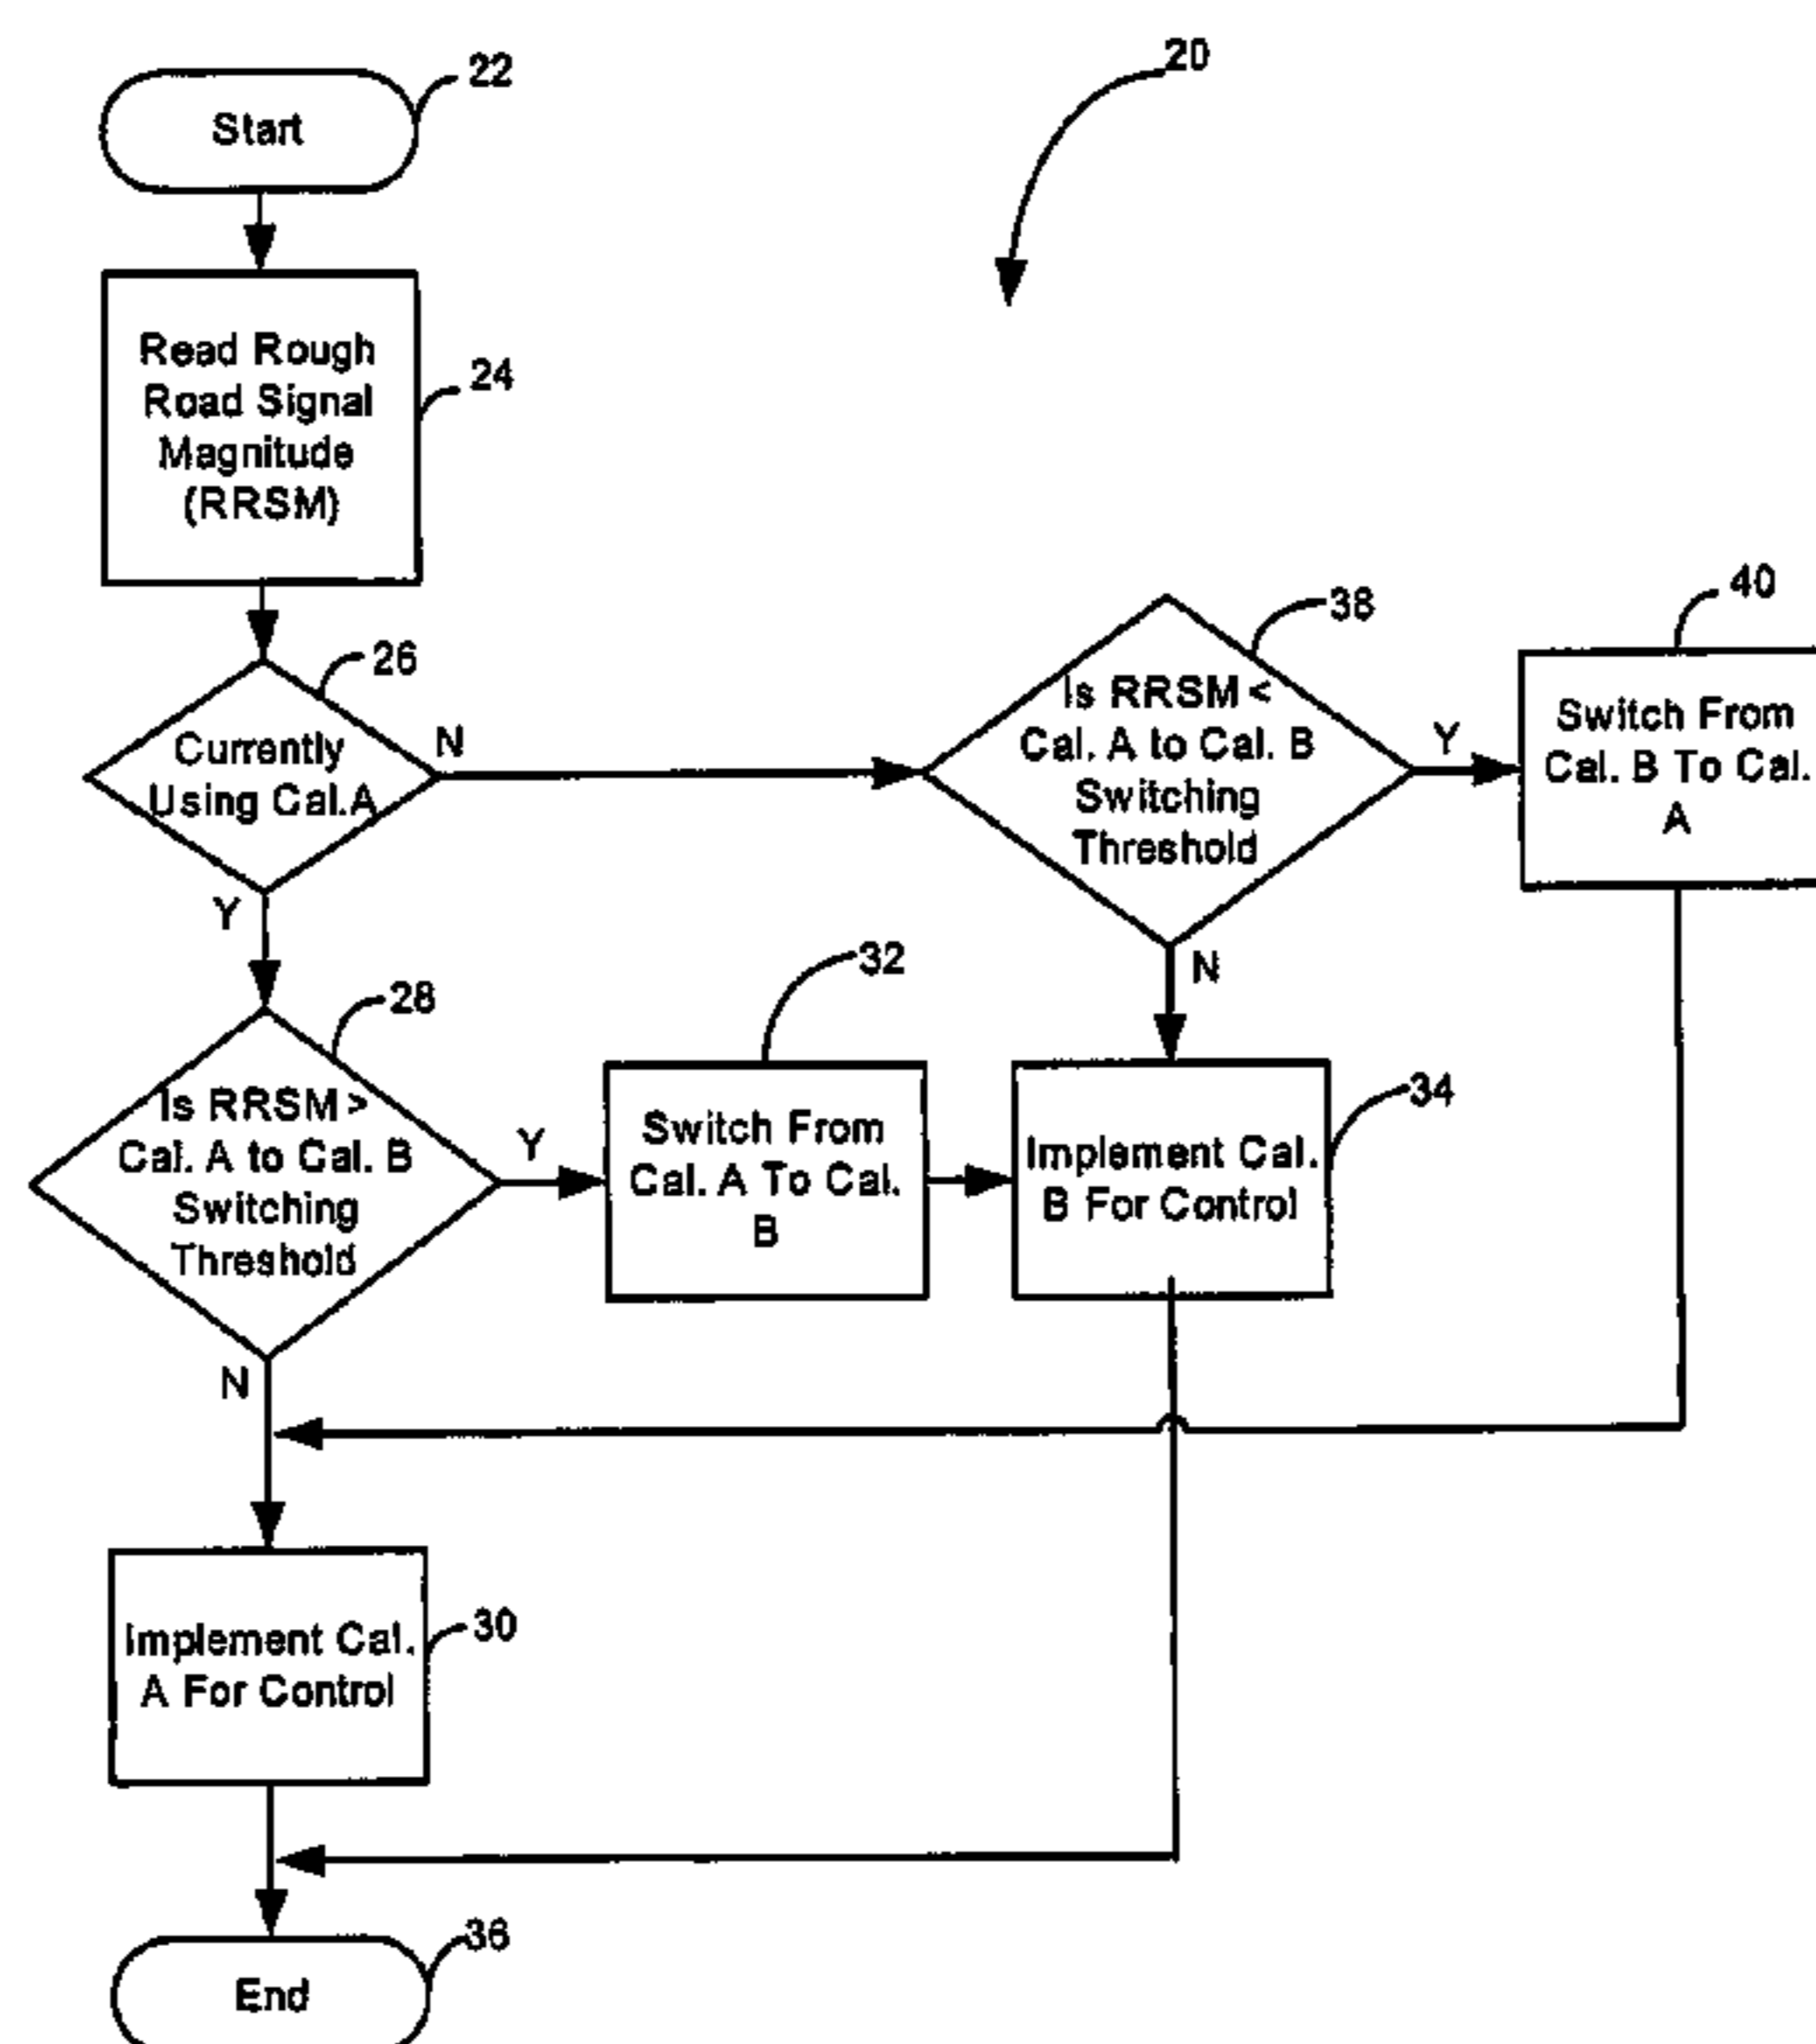 20
22
Start
Read Rough
Road Signal
Magnitude
(RRSM)
24
26
Currently
Using Cal.A
N
Y
38
Is RRSM <
Cal. A to Cal. B
Switching
Threshold
Y
N
40
Switch From
Cal. B To Cal.
A
28
Is RRSM >
Cal. A to Cal. B
Switching
Threshold
Y
N
32
Switch From
Cal. A To Cal.
B
34
Implement Cal.
B For Control
Implement Cal.
A For Control
30
36
End